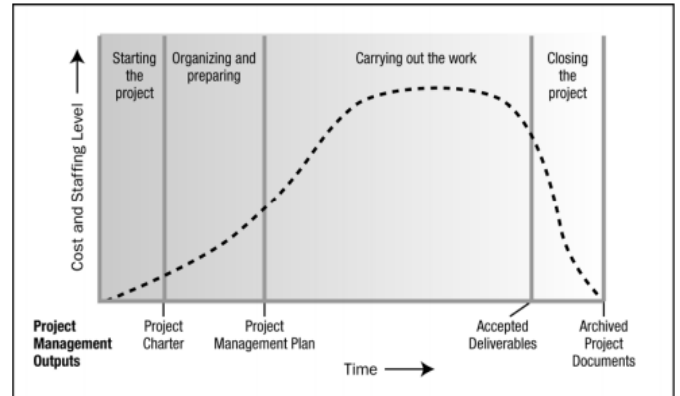 Starting
the
project
Organizing and
preparing
Carrying out the work
Closing
the
project
Cost and Staffing Level
Project
Management
Outputs
Project
Charter
Project
Management Plan
Accepted
Deliverables
Archived
Project
Documents
Time